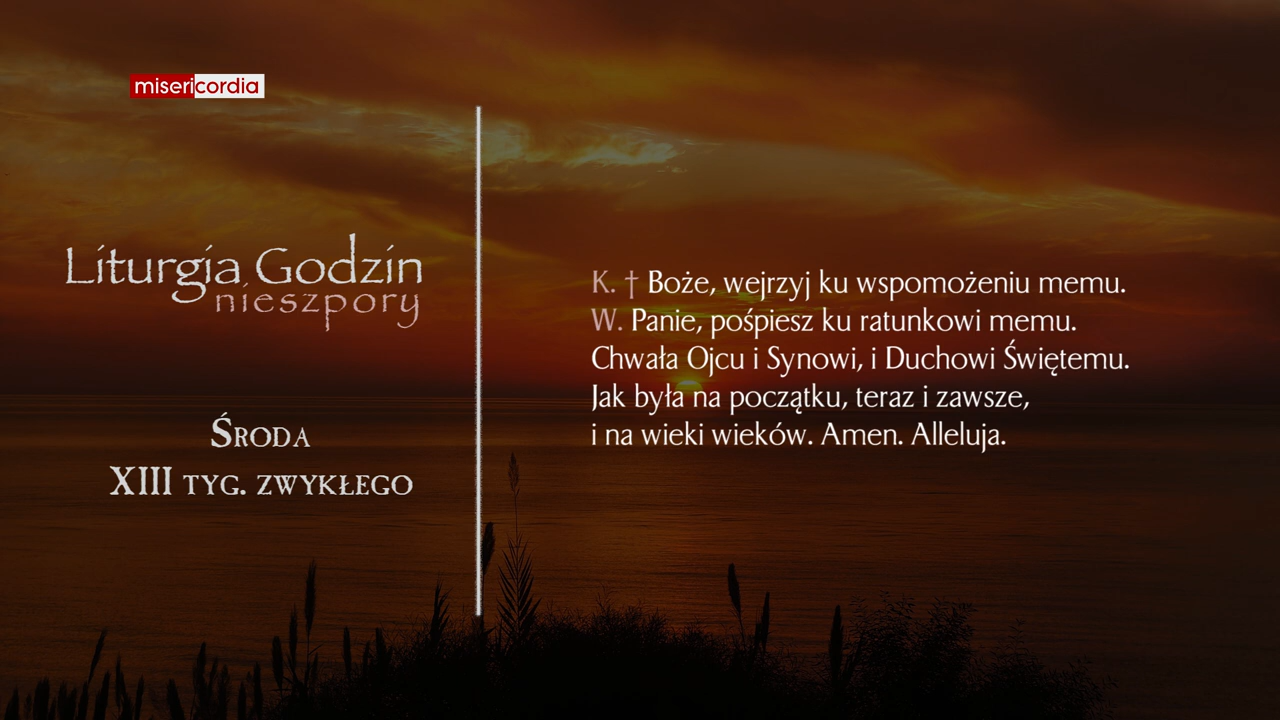 misericordia
Liturgia Godzin
nieszpory
Środa
XIII tyg. zwykłego
K. † Boże, wejrzyj ku wspomożeniu memu.
W. Panie, pośpiesz ku ratunkowi memu.
Chwała Ojcu i Synowi, i Duchowi Świętemu.
Jak była na początku, teraz i zawsze,
i na wieki wieków. Amen. Alleluja.